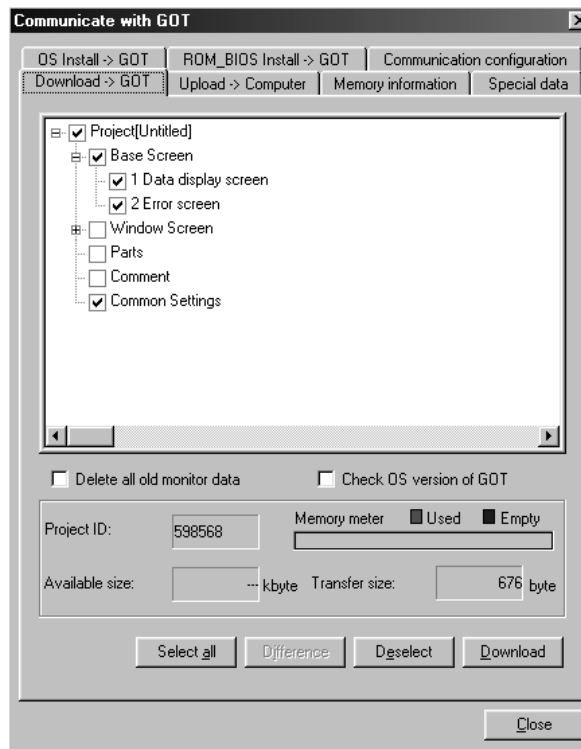 Communicate with GOT
OS Install -> GOT ROM_BIOS Install -> GOT Communication configuration
Download -> GOT Upload -> Computer Memory information Special data
Project[Untitled]
Base Screen
1 Data display screen
2 Error screen
Window Screen
Parts
Comment
Common Settings
Delete all old monitor data Check OS version of GOT
Project ID: 598568 Memory meter Used Empty
Available size: --- kbyte Transfer size: 676 byte
Select all Difference Deselect Download
Close